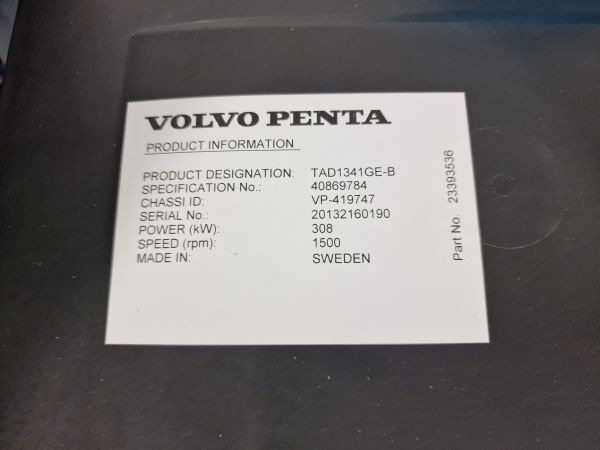 VOLVO PENTA
PRODUCT INFORMATION
PRODUCT DESIGNATION: TAD1341GE-B
SPECIFICATION No.: 40869784
CHASSI ID: VP-419747
SERIAL No.: 20132160190
POWER (kW): 308
SPEED (rpm): 1500
MADE IN: SWEDEN
Part No. 23393536